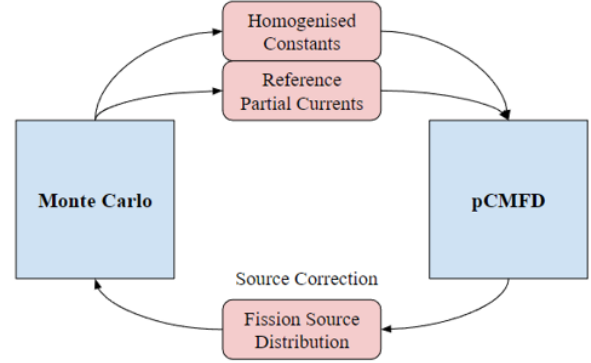 Homogenised
Constants
Reference
Partial Currents
Monte Carlo
pCMFD
Source Correction
Fission Source
Distribution